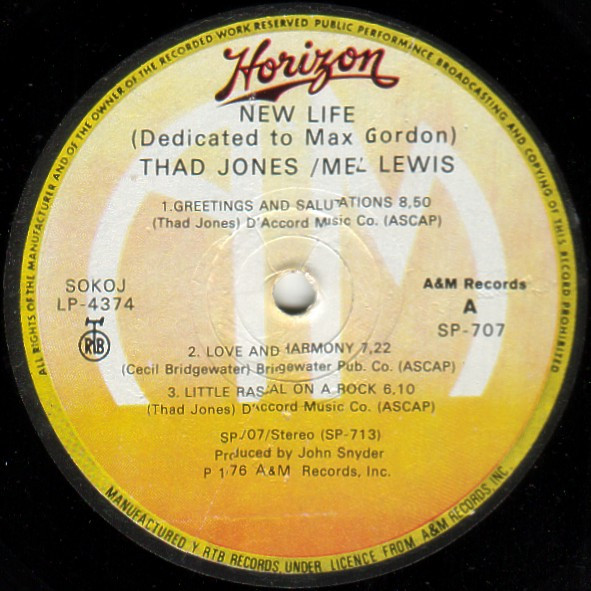 ALL RIGHTS OF THE MANUFACTURER AND OF THE OWNER OF THE RECORDED WORK RESERVED PUBLIC PERFORMANCE BROADCASTING AND COPYING OF THIS RECORD PROHIBITED
Horizon
NEW LIFE
(Dedicated to Max Gordon)
THAD JONES /MEL LEWIS
1.GREETINGS AND SALUTATIONS 8,50
(Thad Jones) D'Accord Music Co. (ASCAP)
SOKOJ
LP-4374
RTB
A&M Records
A
SP-707
2. LOVE AND HARMONY 7,22
(Cecil Bridgewater) Bridgewater Pub. Co. (ASCAP)
3. LITTLE RASCAL ON A ROCK 6,10
(Thad Jones) D'Accord Music Co. (ASCAP)
SP-707/Stereo (SP-713)
Produced by John Snyder
P 1976 A&M Records, Inc.
MANUFACTURED Y RTB RECORDS UNDER LICENCE FROM A&M RECORDS, INC